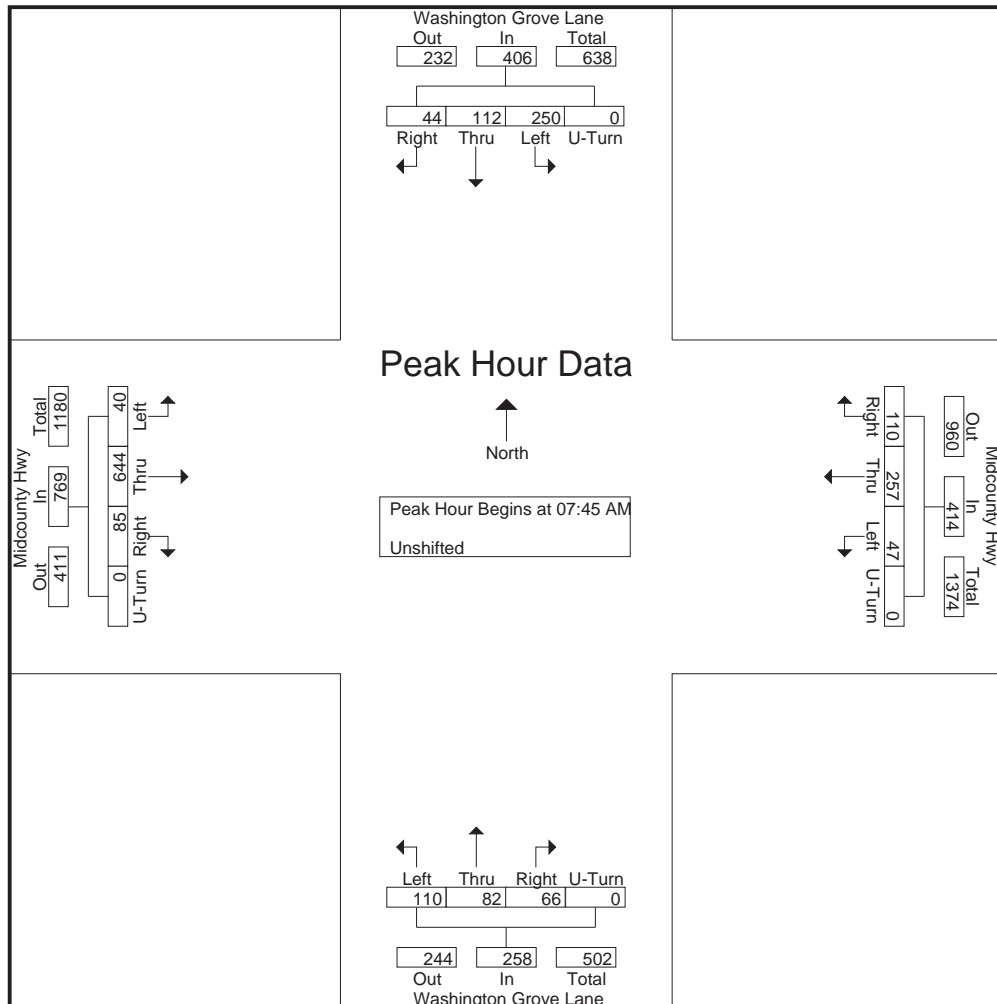 Washington Grove Lane
Out In Total
232 406 638
44 112 250 0
Right Thru Left U-Turn
Peak Hour Data
North
Peak Hour Begins at 07:45 AM
Unshifted
Midcounty Hwy
Total In Out
1180 769 411
40 644 85 0
Left Thru Right U-Turn
Right Thru Left U-Turn
110 257 47 0
Out In Total
960 414 1374
Midcounty Hwy
Left Thru Right U-Turn
110 82 66 0
244 258 502
Out In Total
Washington Grove Lane